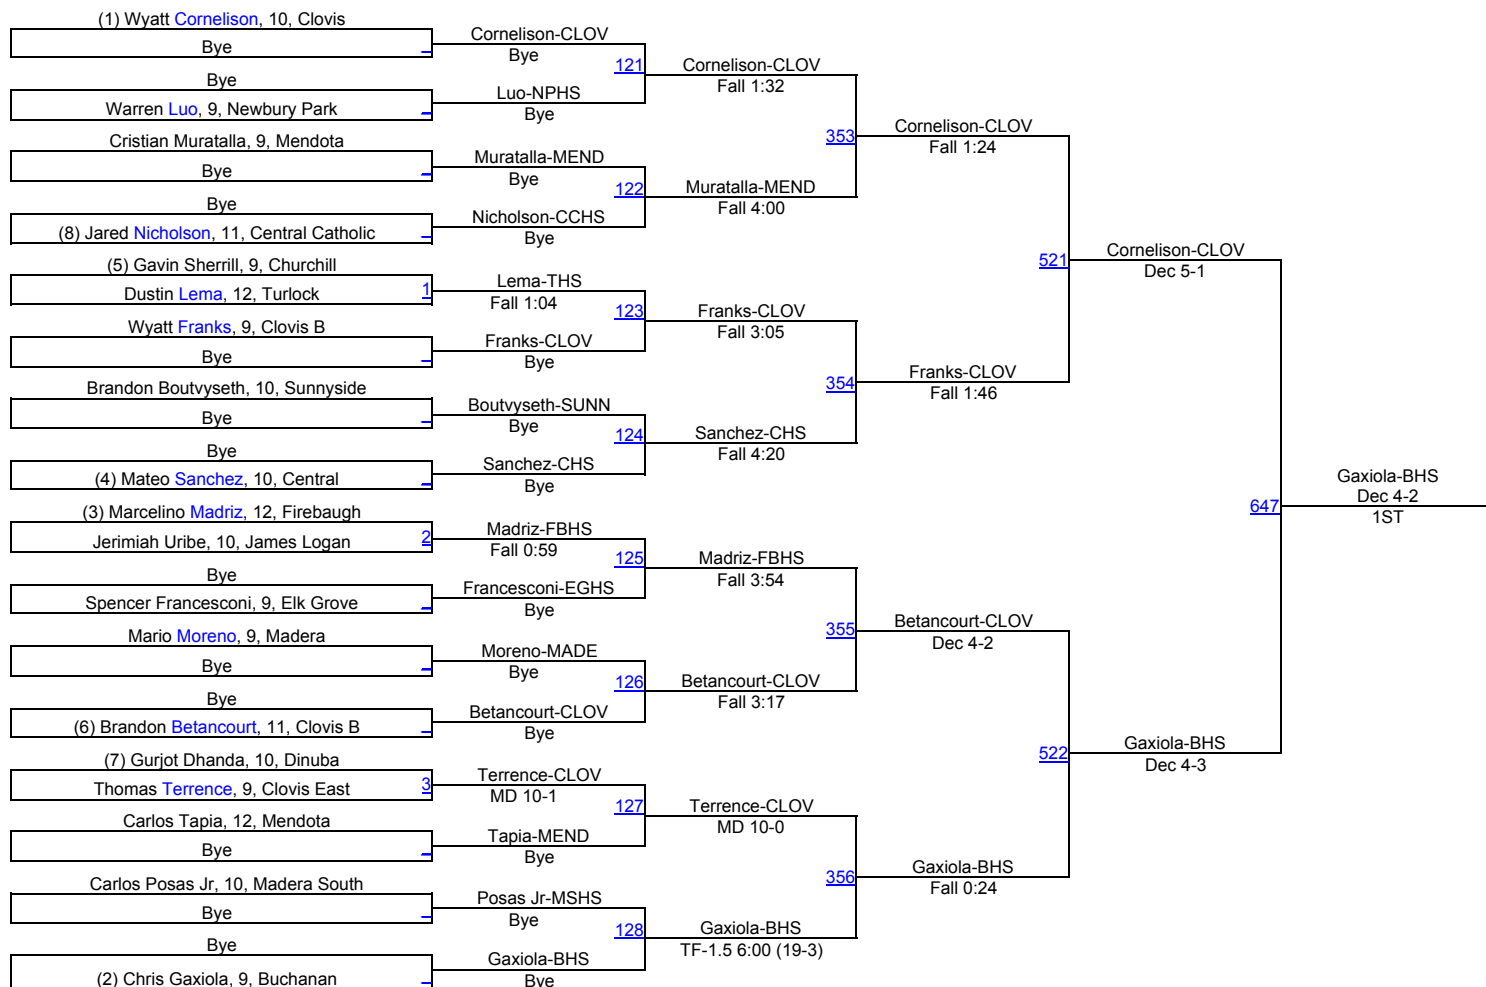 (1) Wyatt Cornelison, 10, Clovis
Bye
Bye
Warren Luo, 9, Newbury Park
Cristian Muratalla, 9, Mendota
Bye
Bye
(8) Jared Nicholson, 11, Central Catholic
(5) Gavin Sherrill, 9, Churchill
Dustin Lema, 12, Turlock
1
Wyatt Franks, 9, Clovis B
Bye
Brandon Boutvyseth, 10, Sunnyside
Bye
Bye
(4) Mateo Sanchez, 10, Central
(3) Marcelino Madriz, 12, Firebaugh
Jerimiah Uribe, 10, James Logan
2
Bye
Spencer Francesconi, 9, Elk Grove
Mario Moreno, 9, Madera
Bye
Bye
(6) Brandon Betancourt, 11, Clovis B
(7) Gurjot Dhanda, 10, Dinuba
Thomas Terrence, 9, Clovis East
3
Carlos Tapia, 12, Mendota
Bye
Carlos Posas Jr, 10, Madera South
Bye
Bye
(2) Chris Gaxiola, 9, Buchanan
Cornelison-CLOV
Bye
121
Luo-NPHS
Bye
Muratalla-MEND
Bye
122
Nicholson-CCHS
Bye
Lema-THS
Fall 1:04
123
Franks-CLOV
Bye
Boutvyseth-SUNN
Bye
124
Sanchez-CHS
Bye
Madriz-FBHS
Fall 0:59
125
Francesconi-EGHS
Bye
Moreno-MADE
Bye
126
Betancourt-CLOV
Bye
Terrence-CLOV
MD 10-1
127
Tapia-MEND
Bye
Posas Jr-MSHS
Bye
128
Gaxiola-BHS
Bye
Cornelison-CLOV
Fall 1:32
353
Muratalla-MEND
Fall 4:00
Franks-CLOV
Fall 3:05
354
Sanchez-CHS
Fall 4:20
Madriz-FBHS
Fall 3:54
355
Betancourt-CLOV
Fall 3:17
Terrence-CLOV
MD 10-0
356
Gaxiola-BHS
TF-1.5 6:00 (19-3)
Cornelison-CLOV
Fall 1:24
521
Franks-CLOV
Fall 1:46
Betancourt-CLOV
Dec 4-2
522
Gaxiola-BHS
Fall 0:24
Cornelison-CLOV
Dec 5-1
647
Gaxiola-BHS
Dec 4-3
Gaxiola-BHS
Dec 4-2
1ST